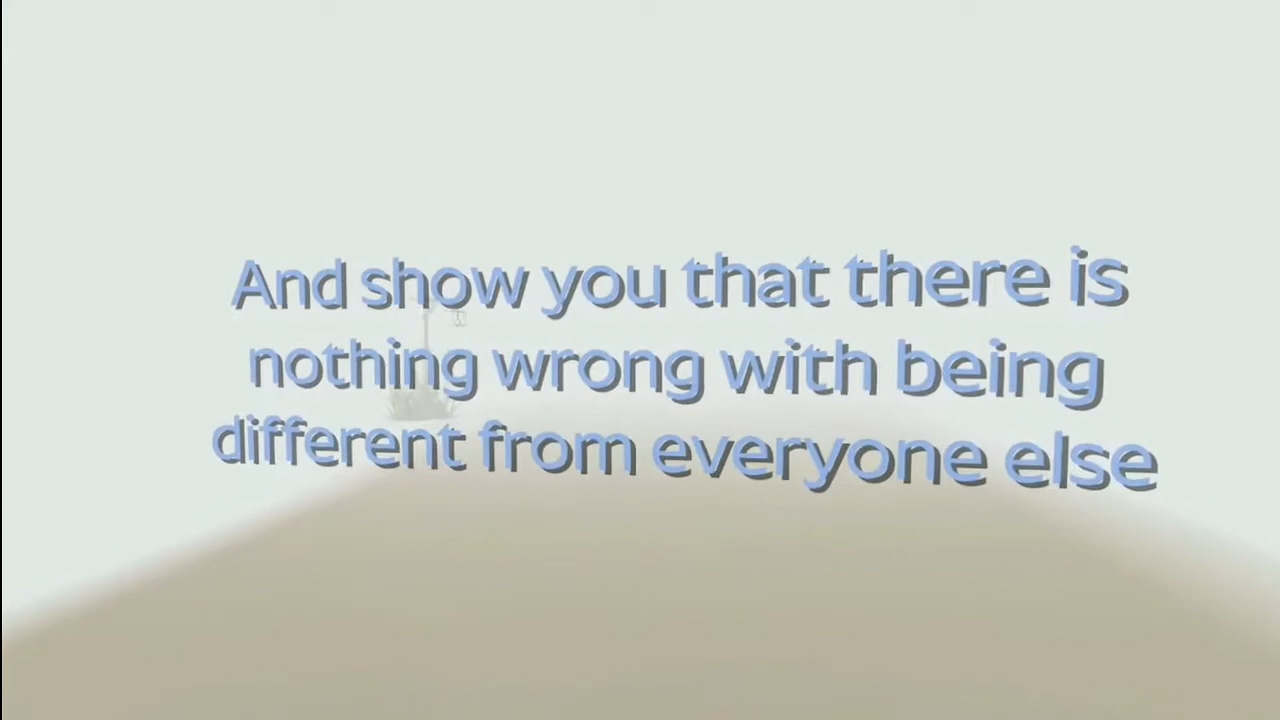 And show you that there is
nothing wrong with being
different from everyone else